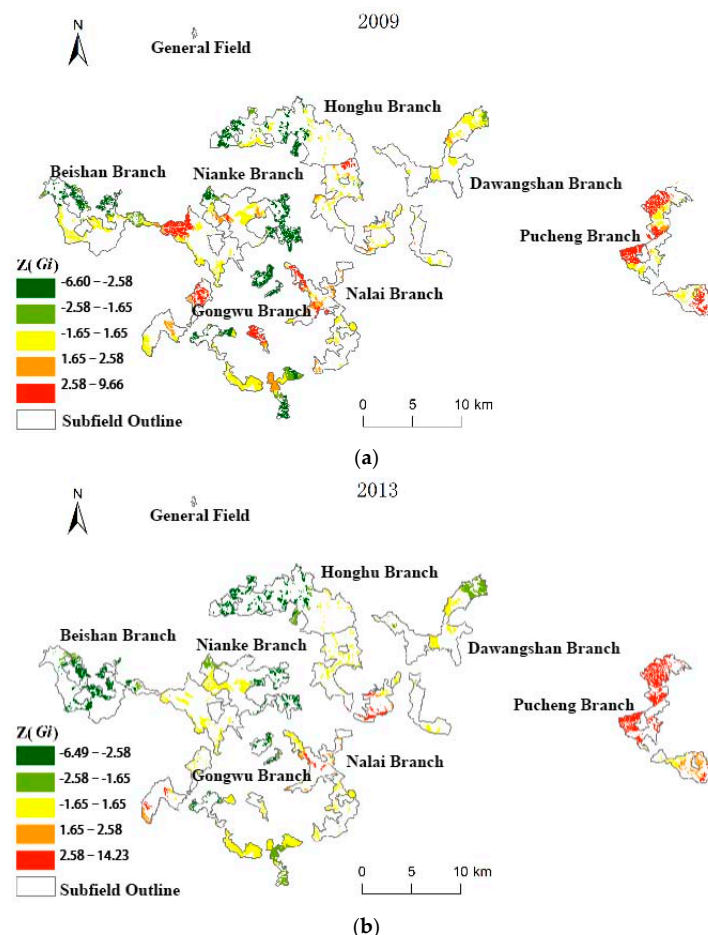 2009
N
General Field
Honghu Branch
Beishan Branch
Nianke Branch
Dawangshan Branch
Pucheng Branch
Z(Gi)
-6.60 – -2.58
-2.58 – -1.65
-1.65 – 1.65
1.65 – 2.58
2.58 – 9.66
Subfield Outline
Nalai Branch
Gongwu Branch
0 5 10 km
(a)
2013
N
General Field
Honghu Branch
Beishan Branch
Nianke Branch
Dawangshan Branch
Pucheng Branch
Z(Gi)
-6.49 – -2.58
-2.58 – -1.65
-1.65 – 1.65
1.65 – 2.58
2.58 – 14.23
Subfield Outline
Nalai Branch
Gongwu Branch
0 5 10 km
(b)